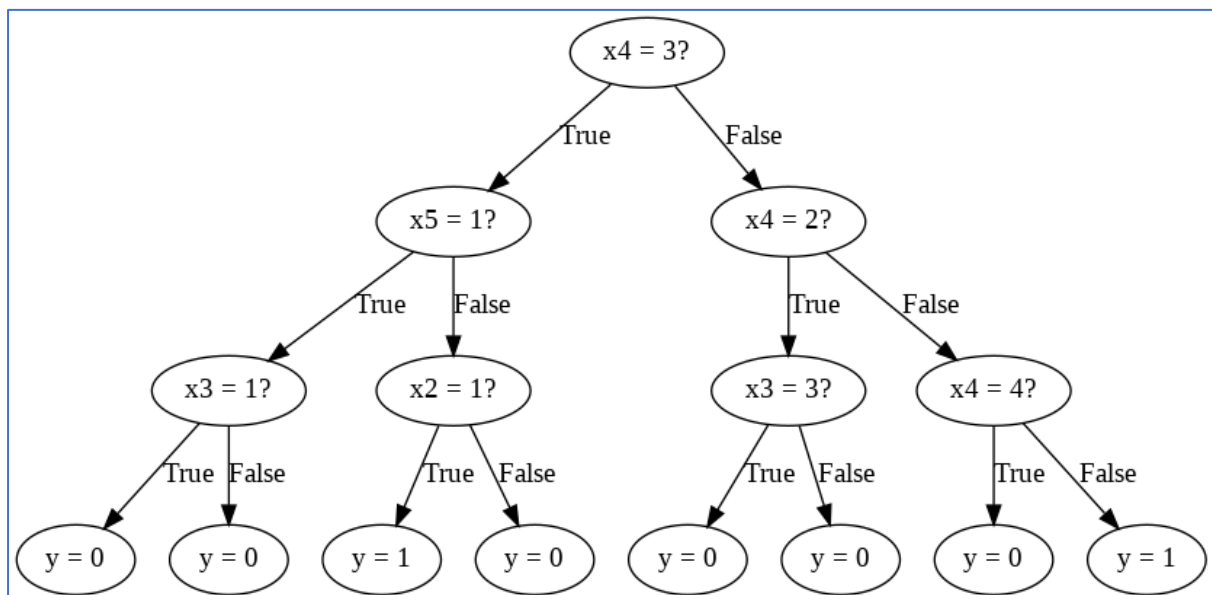 x4 = 3?
True
False
x5 = 1?
x4 = 2?
True
False
True
False
x3 = 1?
x2 = 1?
x3 = 3?
x4 = 4?
True
False
True
False
True
False
True
False
y = 0
y = 0
y = 1
y = 0
y = 0
y = 0
y = 0
y = 1